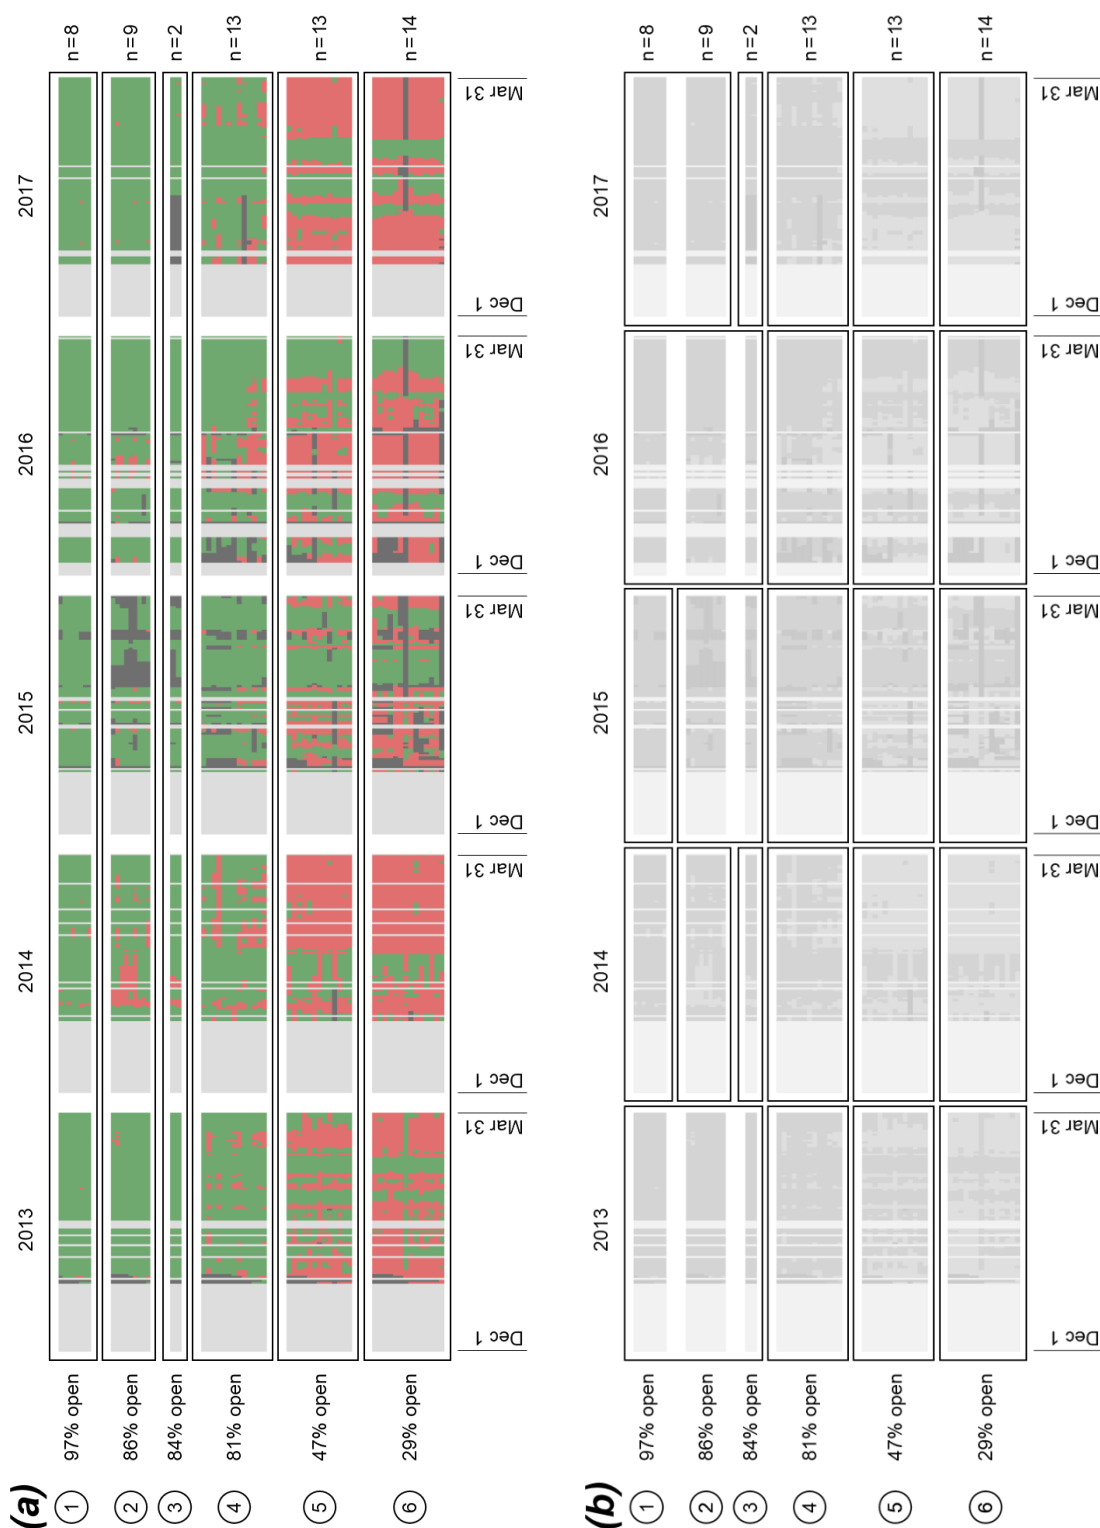 (a)
2013
2014
2015
2016
2017
1 97% open n=8
2 86% open n=9
3 84% open n=2
4 81% open n=13
5 47% open n=13
6 29% open n=14
Dec 1 Mar 31 Dec 1 Mar 31 Dec 1 Mar 31 Dec 1 Mar 31 Dec 1 Mar 31
(b)
2013
2014
2015
2016
2017
1 97% open n=8
2 86% open n=9
3 84% open n=2
4 81% open n=13
5 47% open n=13
6 29% open n=14
Dec 1 Mar 31 Dec 1 Mar 31 Dec 1 Mar 31 Dec 1 Mar 31 Dec 1 Mar 31